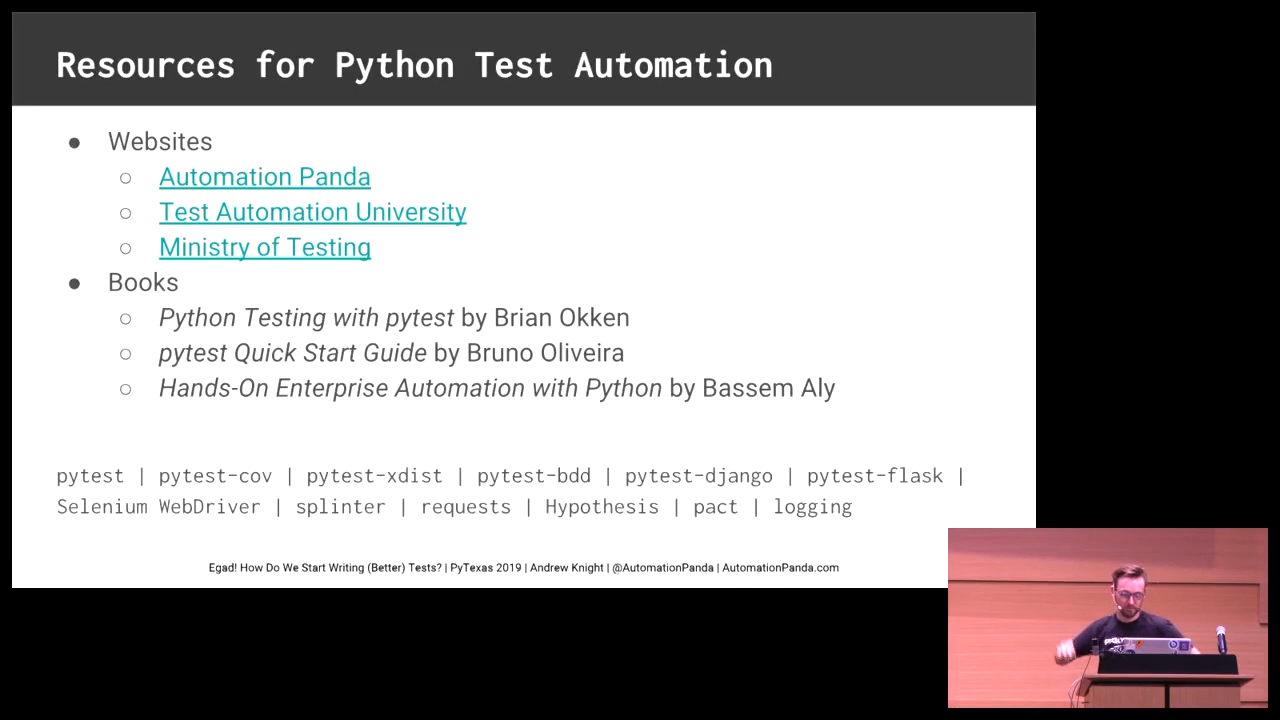 Resources for Python Test Automation
● Websites
○ Automation Panda
○ Test Automation University
○ Ministry of Testing
● Books
○ Python Testing with pytest by Brian Okken
○ pytest Quick Start Guide by Bruno Oliveira
○ Hands-On Enterprise Automation with Python by Bassem Aly
pytest | pytest-cov | pytest-xdist | pytest-bdd | pytest-django | pytest-flask |
Selenium WebDriver | splinter | requests | Hypothesis | pact | logging
Egad! How Do We Start Writing (Better) Tests? | PyTexas 2019 | Andrew Knight | @AutomationPanda | AutomationPanda.com